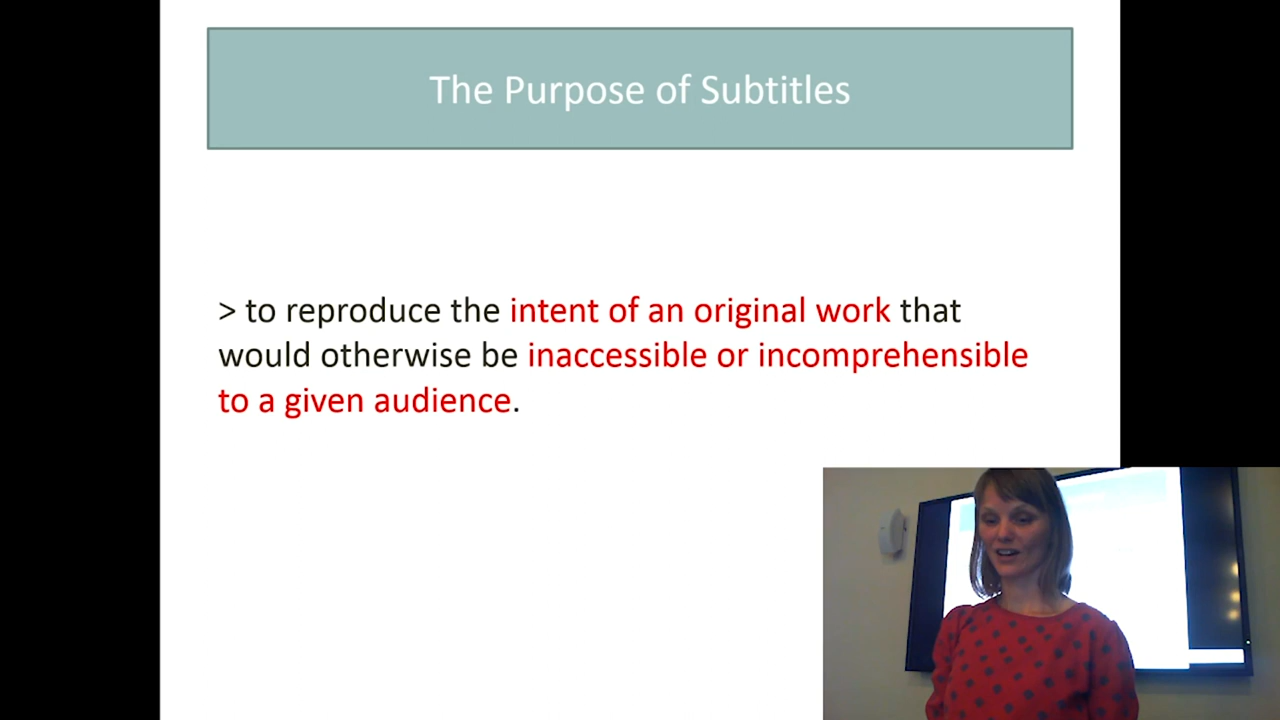 The Purpose of Subtitles
> to reproduce the intent of an original work that
would otherwise be inaccessible or incomprehensible
to a given audience.